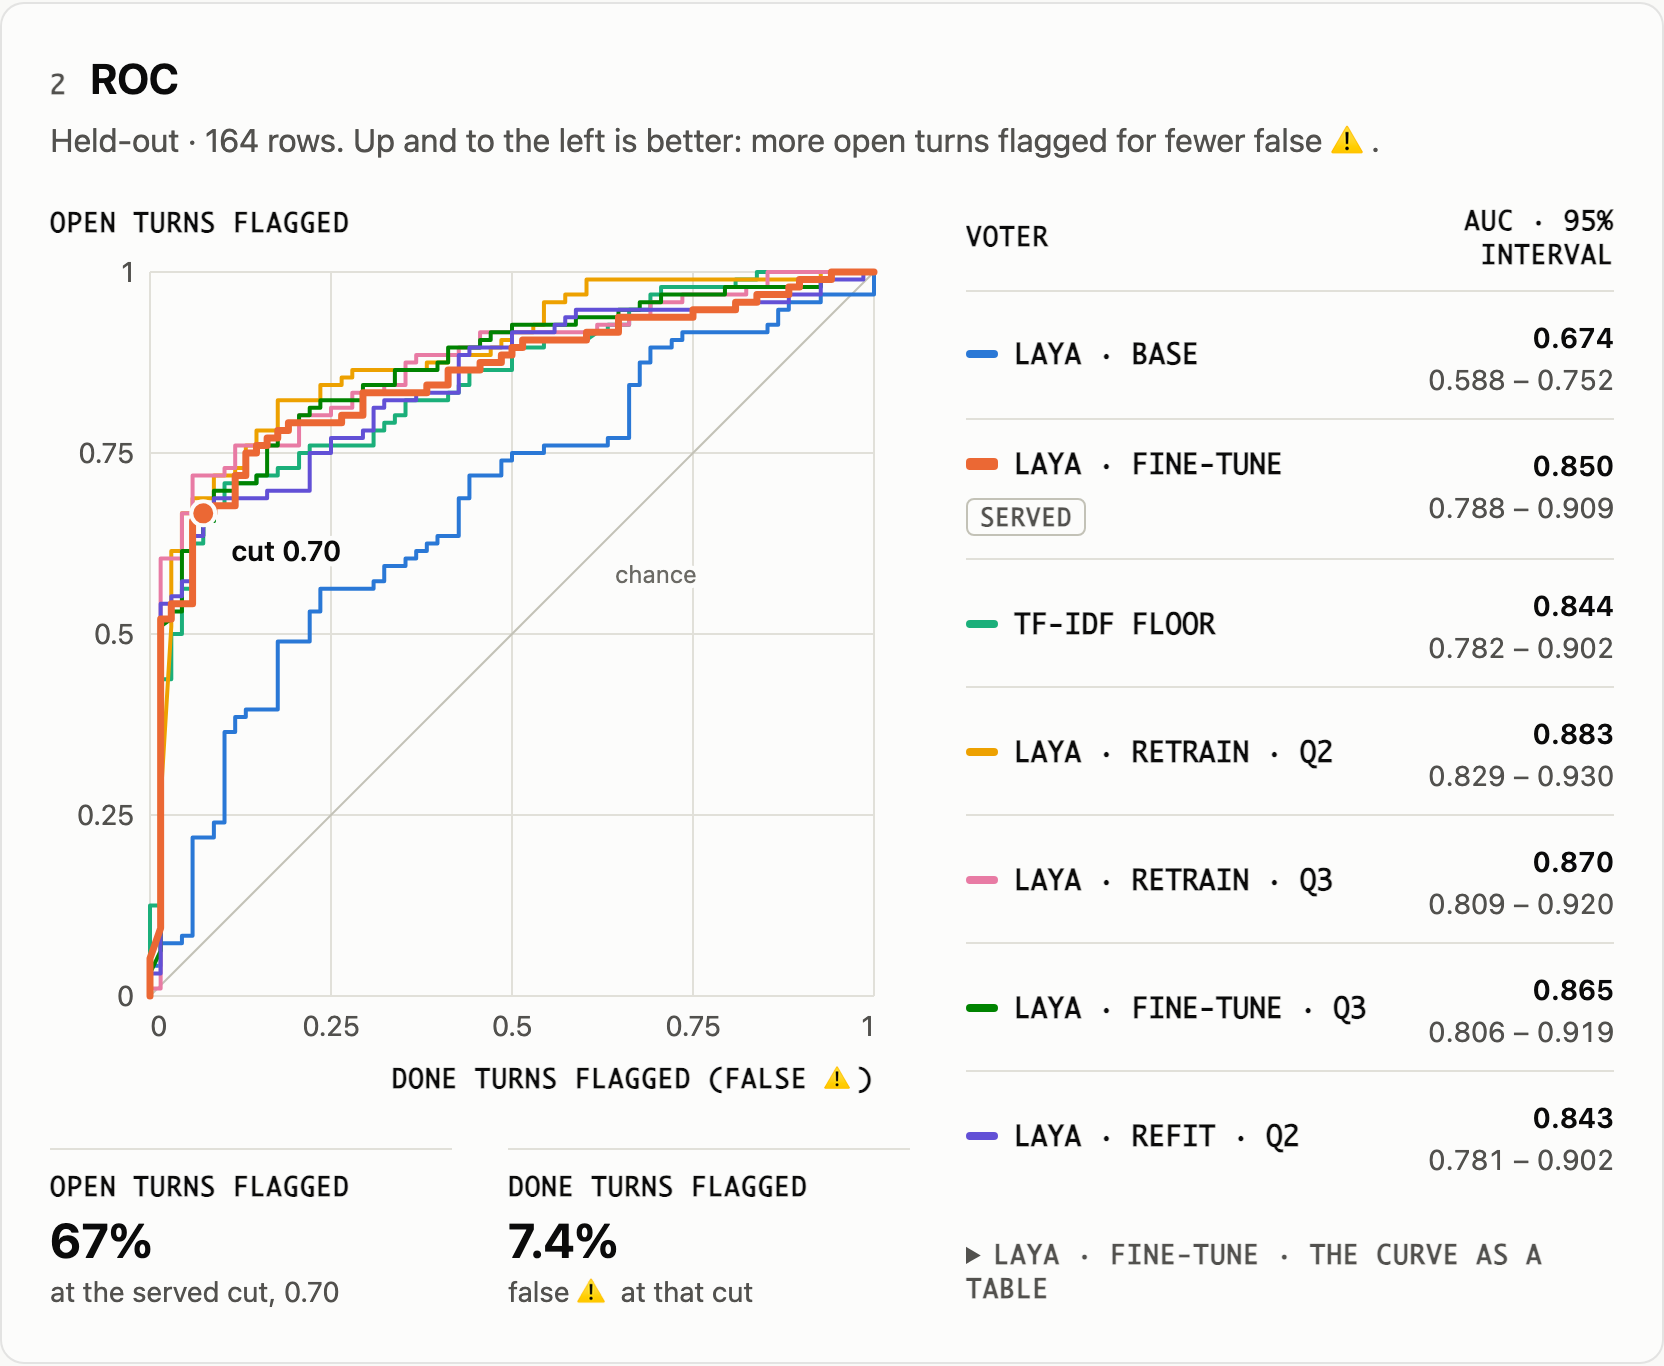 2 ROC
Held-out · 164 rows. Up and to the left is better: more open turns flagged for fewer false ⚠️ .
OPEN TURNS FLAGGED
1
0.75
0.5
0.25
0
0
0.25
0.5
0.75
1
cut 0.70
chance
DONE TURNS FLAGGED (FALSE ⚠️ )
OPEN TURNS FLAGGED
67%
at the served cut, 0.70
DONE TURNS FLAGGED
7.4%
false ⚠️ at that cut
VOTER
AUC · 95%
INTERVAL
LAYA · BASE
0.674
0.588 – 0.752
LAYA · FINE-TUNE
SERVED
0.850
0.788 – 0.909
TF-IDF FLOOR
0.844
0.782 – 0.902
LAYA · RETRAIN · Q2
0.883
0.829 – 0.930
LAYA · RETRAIN · Q3
0.870
0.809 – 0.920
LAYA · FINE-TUNE · Q3
0.865
0.806 – 0.919
LAYA · REFIT · Q2
0.843
0.781 – 0.902
▶ LAYA · FINE-TUNE · THE CURVE AS A
TABLE